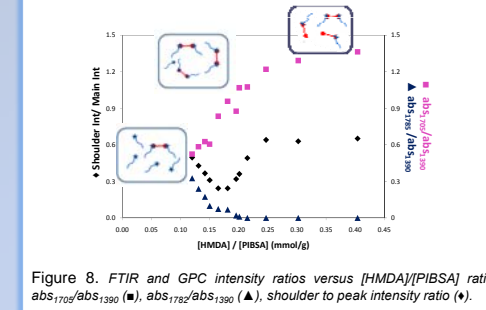 1.5
1.2
0.9
0.6
0.3
0.0
◆ Shoulder Int/ Main Int
1.5
1.2
0.9
0.6
0.3
0
■ abs1705/abs1390
▲ abs1785 /abs1390
0.00 0.05 0.10 0.15 0.20 0.25 0.30 0.35 0.40 0.45
[HMDA] / [PIBSA] (mmol/g)
Figure 8. FTIR and GPC intensity ratios versus [HMDA]/[PIBSA] rati
abs1705/abs1390 (■), abs1782/abs1390 (▲), shoulder to peak intensity ratio (♦).